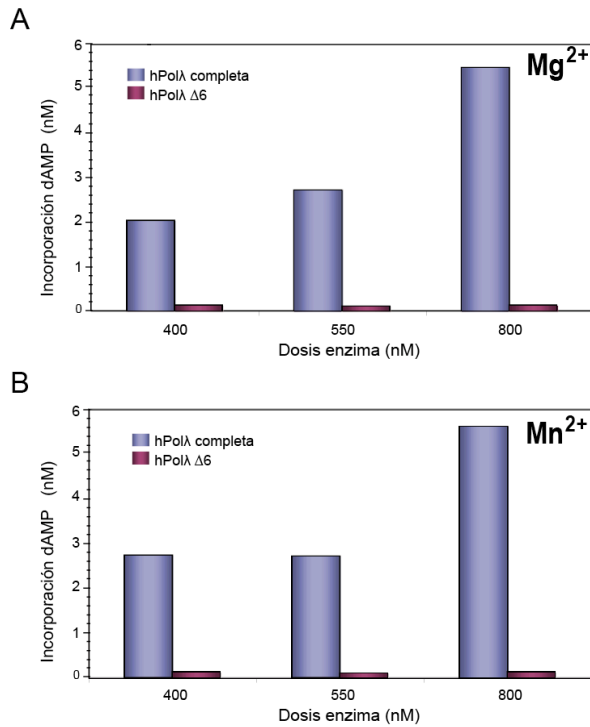 A
Mg2+
hPolλ completa
hPolλ Δ6
Incorporación dAMP (nM)
6
5
4
3
2
1
0
400 550 800
Dosis enzima (nM)
B
Mn2+
hPolλ completa
hPolλ Δ6
Incorporación dAMP (nM)
6
5
4
3
2
1
0
400 550 800
Dosis enzima (nM)